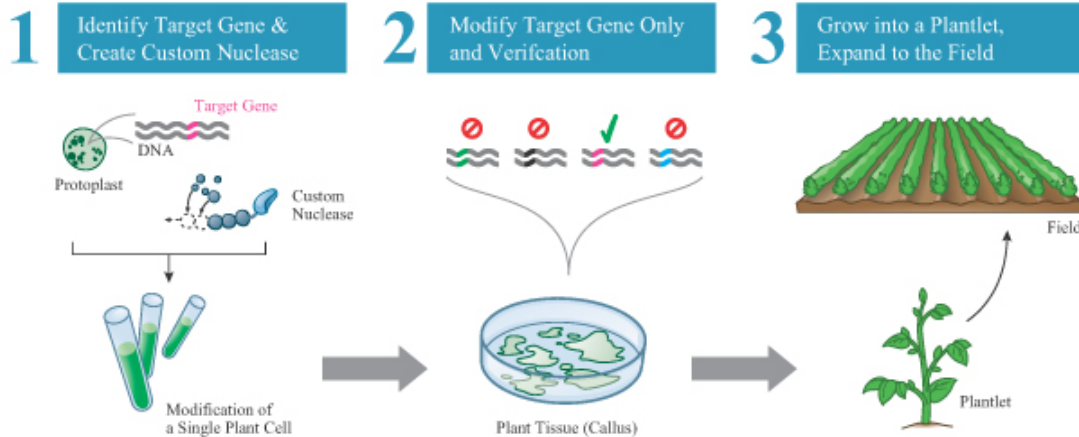 1
Identify Target Gene &
Create Custom Nuclease
Target Gene
DNA
Protoplast
Custom
Nuclease
Modification of
a Single Plant Cell
2
Modify Target Gene Only
and Verifcation
Plant Tissue (Callus)
3
Grow into a Plantlet,
Expand to the Field
Field
Plantlet